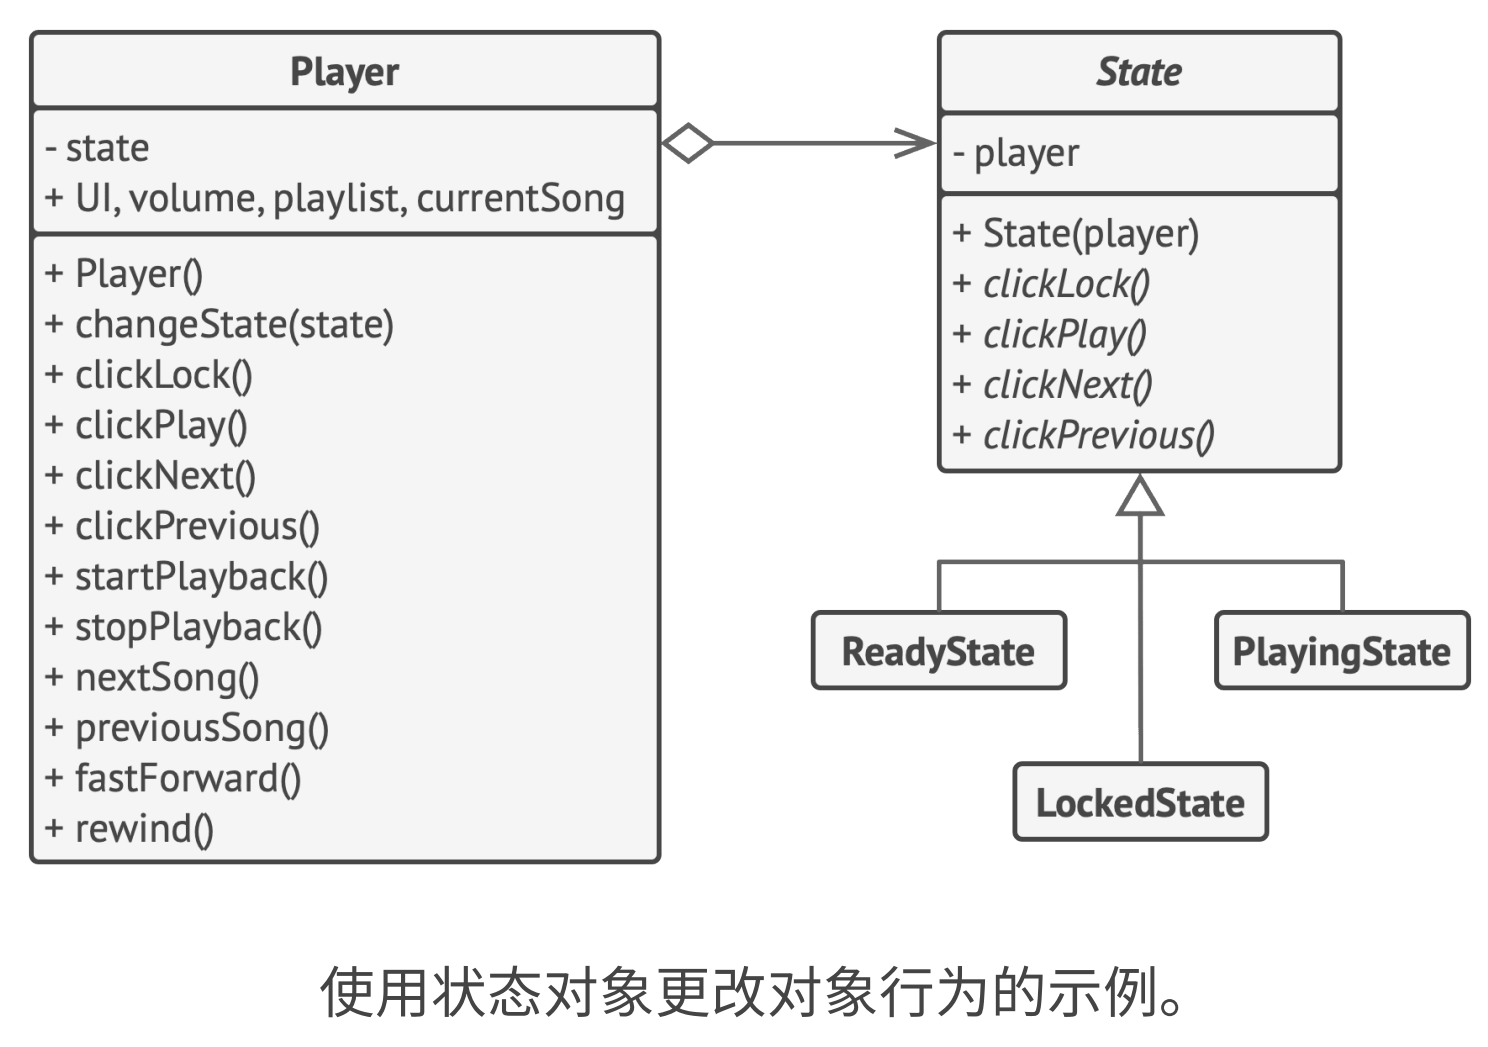 Player
- state
+ UI, volume, playlist, currentSong
+ Player()
+ changeState(state)
+ clickLock()
+ clickPlay()
+ clickNext()
+ clickPrevious()
+ startPlayback()
+ stopPlayback()
+ nextSong()
+ previousSong()
+ fastForward()
+ rewind()
State
- player
+ State(player)
+ clickLock()
+ clickPlay()
+ clickNext()
+ clickPrevious()
ReadyState
PlayingState
LockedState
使用状态对象更改对象行为的示例。